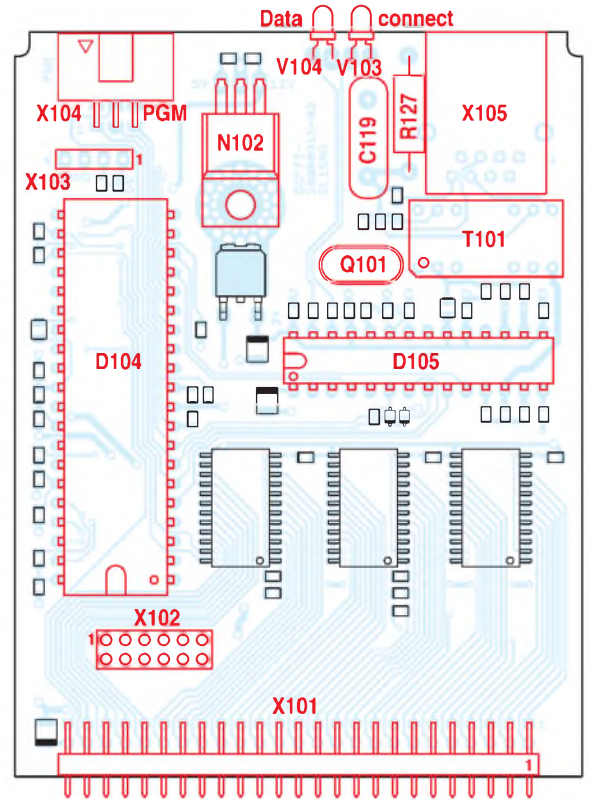 Data connect
V104 V103
X104 PGM
N102
C119
R127
X105
1
X103
T101
Q101
D104
D105
X102
1
X101
1